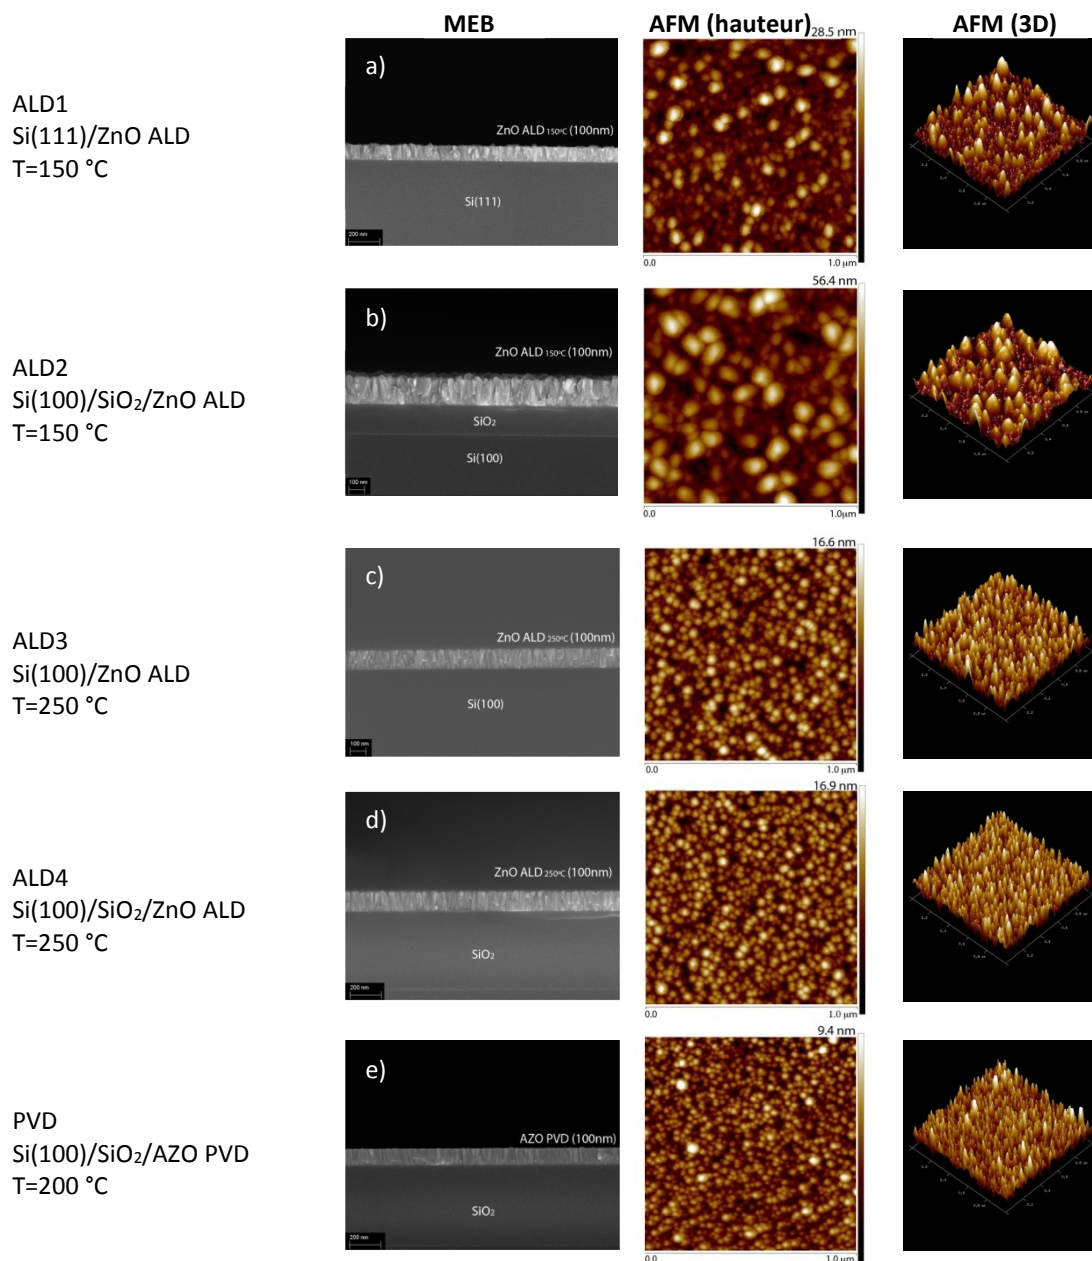 MEB AFM (hauteur) AFM (3D)
ALD1
Si(111)/ZnO ALD
T=150 °C
a)
ZnO ALD 150°C (100nm)
Si(111)
200 nm
28.5 nm
0.0 1.0 µm
ALD2
Si(100)/SiO₂/ZnO ALD
T=150 °C
b)
ZnO ALD 150°C (100nm)
SiO₂
Si(100)
100 nm
56.4 nm
0.0 1.0µm
ALD3
Si(100)/ZnO ALD
T=250 °C
c)
ZnO ALD 250°C (100nm)
Si(100)
100 nm
16.6 nm
0.0 1.0 µm
ALD4
Si(100)/SiO₂/ZnO ALD
T=250 °C
d)
ZnO ALD 250°C (100nm)
SiO₂
200 nm
16.9 nm
0.0 1.0 µm
PVD
Si(100)/SiO₂/AZO PVD
T=200 °C
e)
AZO PVD (100nm)
SiO₂
200 nm
9.4 nm
0.0 1.0 µm